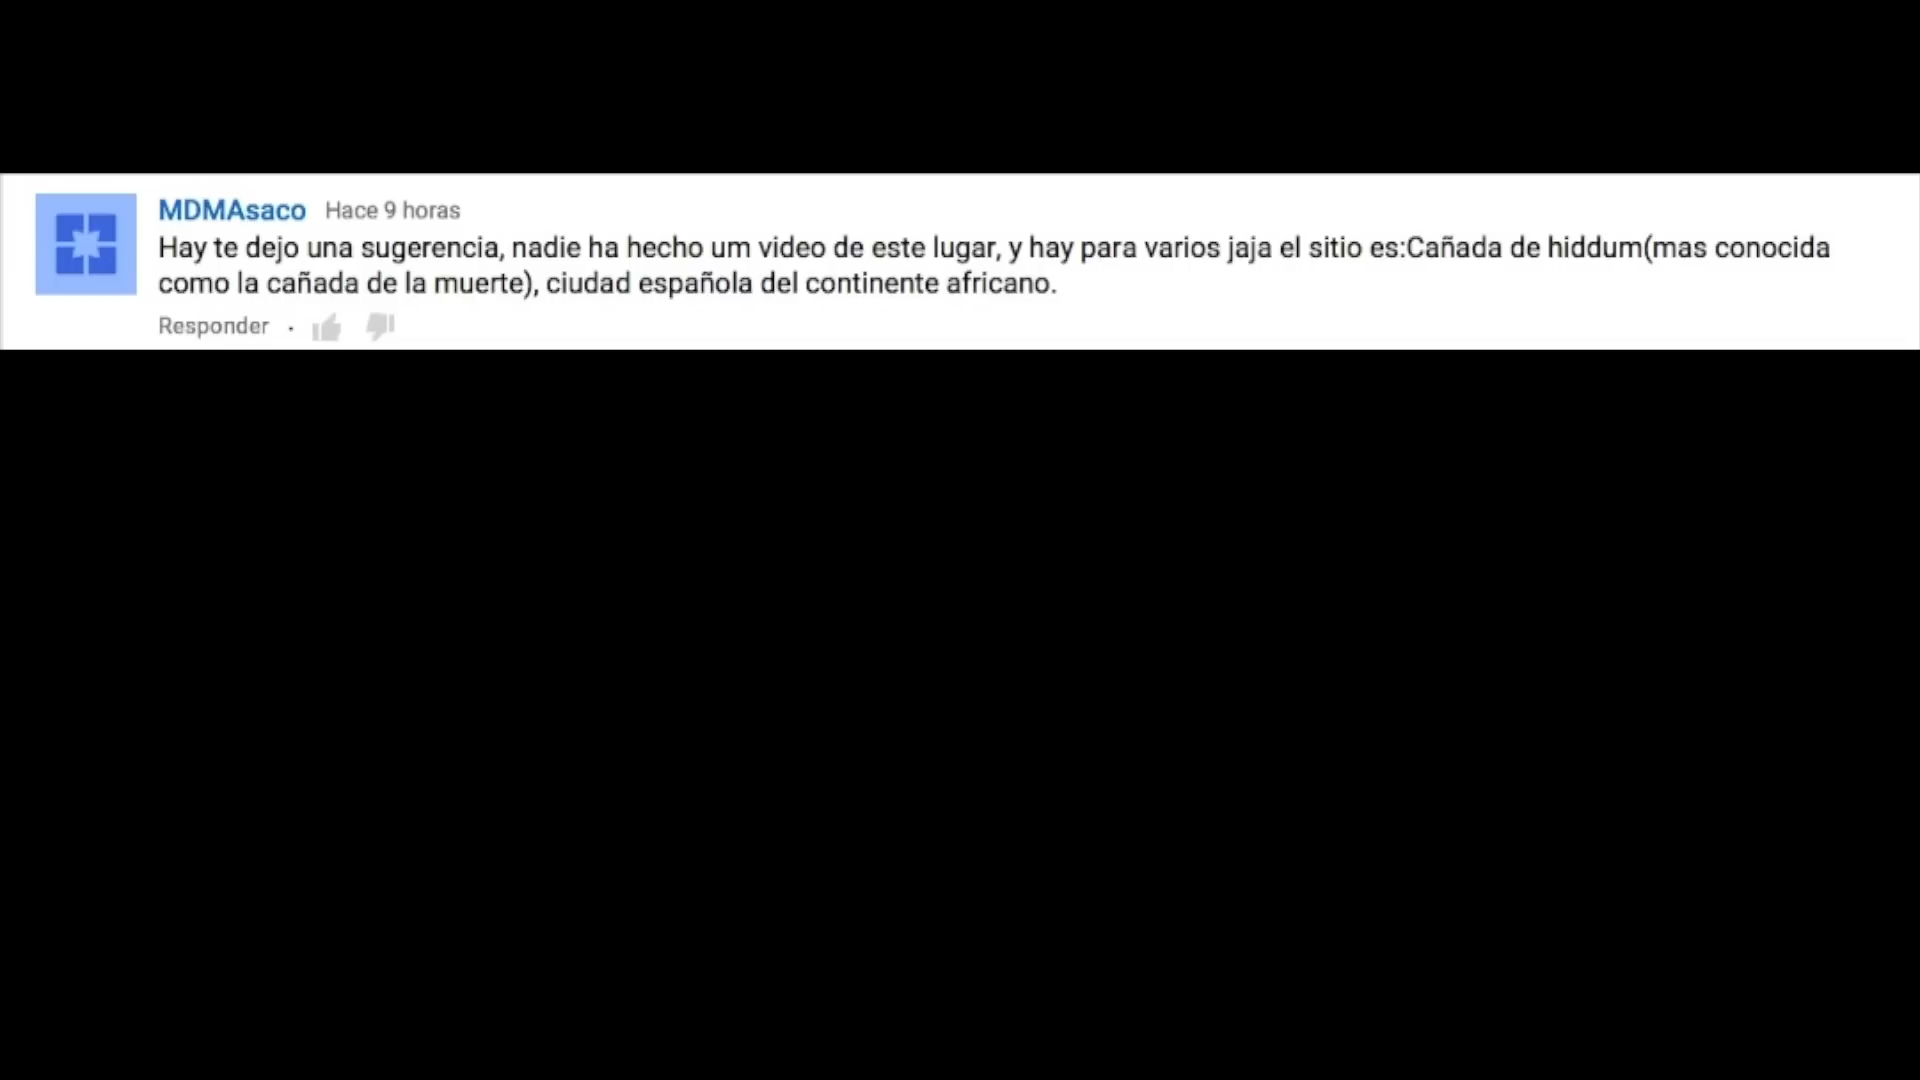 MDMAsaco Hace 9 horas
Hay te dejo una sugerencia, nadie ha hecho um video de este lugar, y hay para varios jaja el sitio es:Cañada de hiddum(mas conocida
como la cañada de la muerte), ciudad española del continente africano.
Responder ·